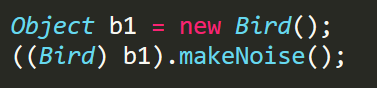 Object b1 = new Bird();
((Bird) b1).makeNoise();